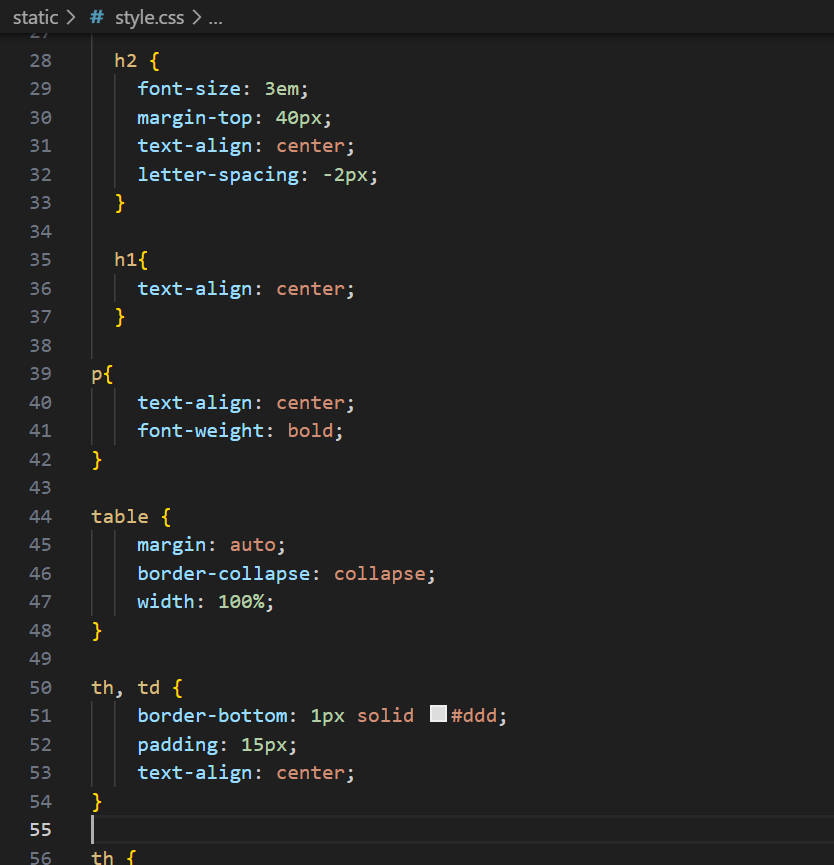 static > # style.css > ...
27
28 h2 {
29 font-size: 3em;
30 margin-top: 40px;
31 text-align: center;
32 letter-spacing: -2px;
33 }
34
35 h1{
36 text-align: center;
37 }
38
39 p{
40 text-align: center;
41 font-weight: bold;
42 }
43
44 table {
45 margin: auto;
46 border-collapse: collapse;
47 width: 100%;
48 }
49
50 th, td {
51 border-bottom: 1px solid #ddd;
52 padding: 15px;
53 text-align: center;
54 }
55
56 th {